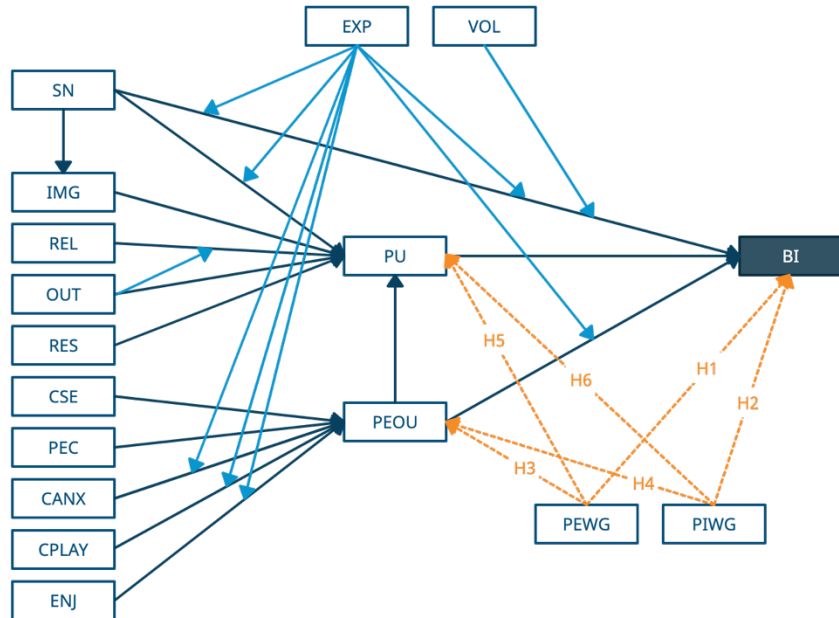 EXP
VOL
SN
IMG
REL
PU
BI
OUT
RES
H5
H6
H1
H2
CSE
PEOU
PEC
H3
H4
CANX
PEWG
PIWG
CPLAY
ENJ